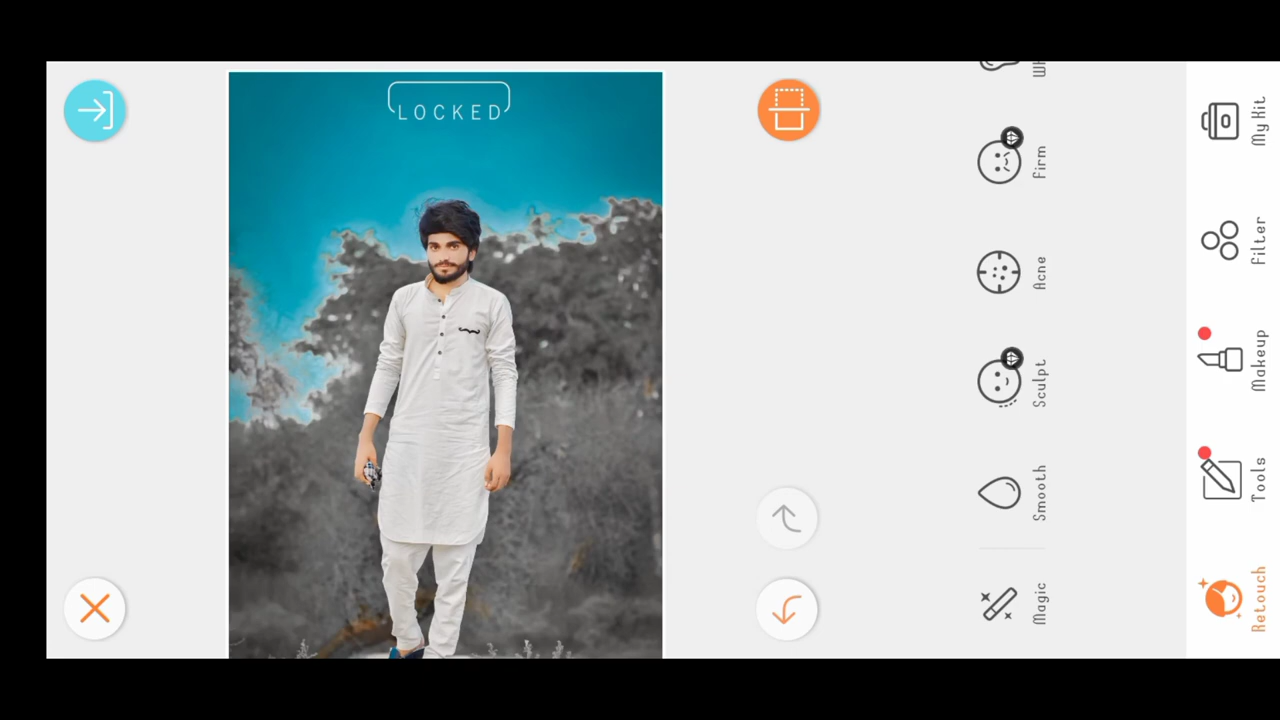 LOCKED
Firm
Acne
Sculpt
Smooth
Magic
My Kit
Filter
Makeup
Tools
Retouch